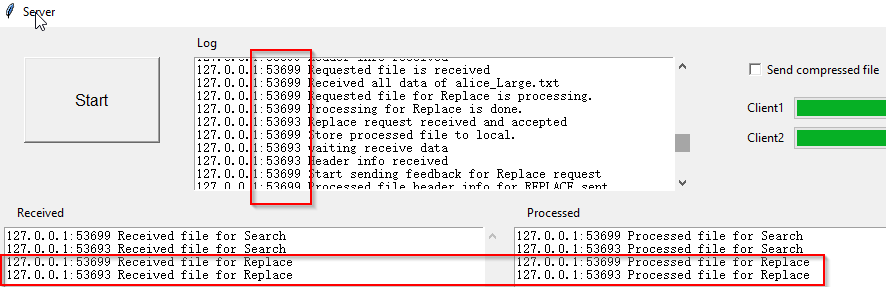 Server
Log
Start
127.0.0.1:53699 Header info received
127.0.0.1:53699 Requested file is received
127.0.0.1:53699 Received all data of alice_Large.txt
127.0.0.1:53699 Requested file for Replace is processing.
127.0.0.1:53699 Processing for Replace is done.
127.0.0.1:53693 Replace request received and accepted
127.0.0.1:53699 Store processed file to local.
127.0.0.1:53693 waiting receive data
127.0.0.1:53693 Header info received
127.0.0.1:53699 Start sending feedback for Replace request
127.0.0.1:53699 Processed file header info for REPLACE sent
Send compressed file
Client1
Client2
Received
127.0.0.1:53699 Received file for Search
127.0.0.1:53693 Received file for Search
127.0.0.1:53699 Received file for Replace
127.0.0.1:53693 Received file for Replace
Processed
127.0.0.1:53699 Processed file for Search
127.0.0.1:53693 Processed file for Search
127.0.0.1:53699 Processed file for Replace
127.0.0.1:53693 Processed file for Replace